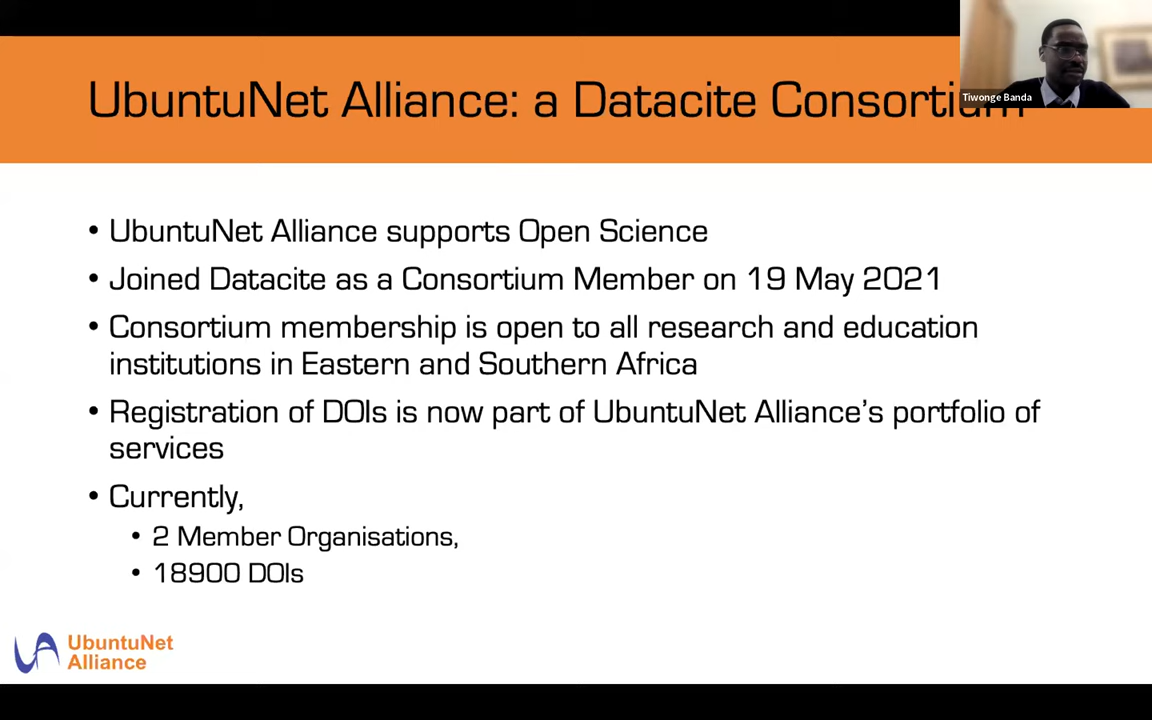 UbuntuNet Alliance: a Datacite Consortium
Tiwonge Banda
• UbuntuNet Alliance supports Open Science
• Joined Datacite as a Consortium Member on 19 May 2021
• Consortium membership is open to all research and education
institutions in Eastern and Southern Africa
• Registration of DOIs is now part of UbuntuNet Alliance's portfolio of
services
• Currently,
• 2 Member Organisations,
• 18900 DOIs
UbuntuNet
Alliance